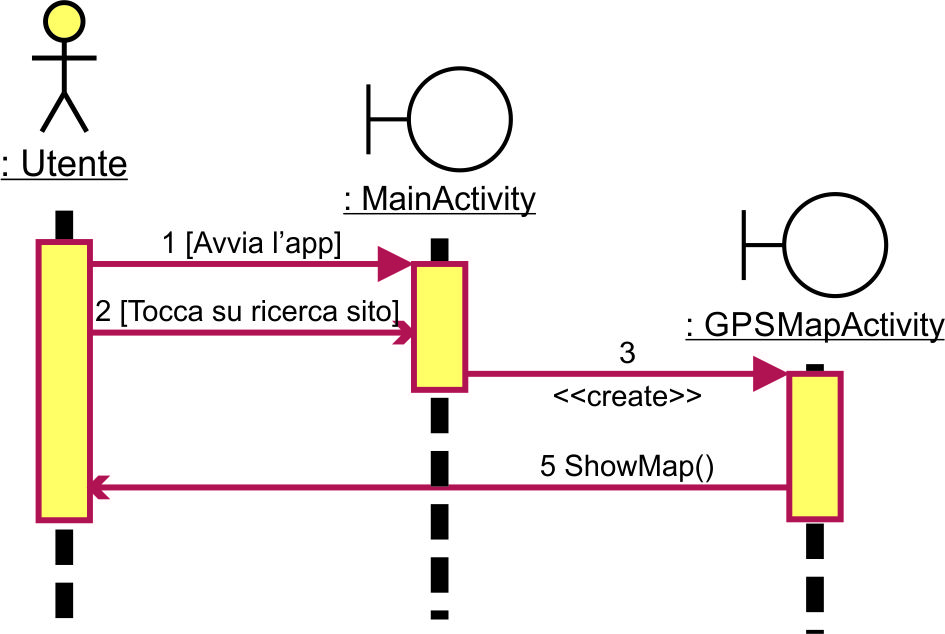 : Utente
: MainActivity
1 [Avvia l’app]
2 [Tocca su ricerca sito]
: GPSMapActivity
3
<<create>>
5 ShowMap()